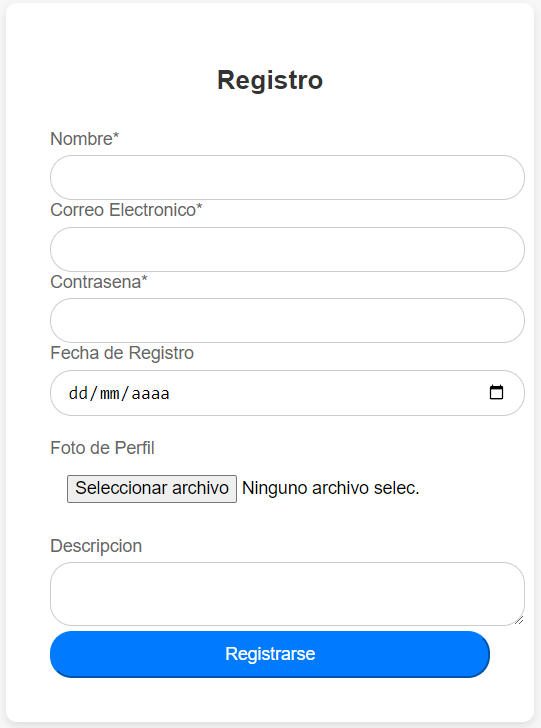 Registro
Nombre*
Correo Electronico*
Contrasena*
Fecha de Registro
dd/mm/aaaa
Foto de Perfil
Seleccionar archivo Ninguno archivo selec.
Descripcion
Registrarse